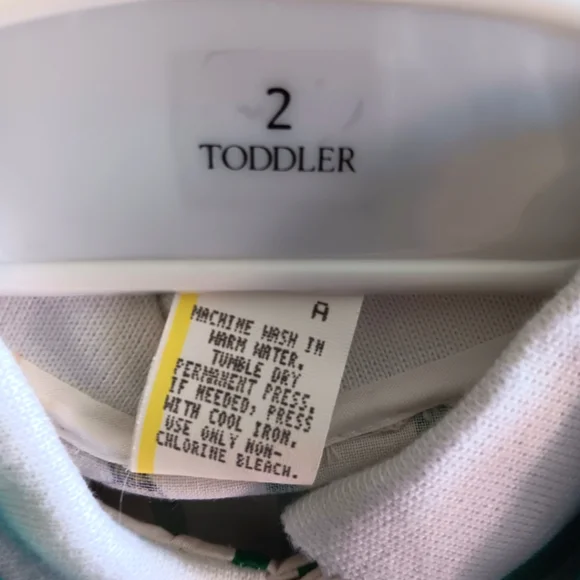 2
TODDLER
A
MACHINE WASH IN
WARM WATER.
TUMBLE DRY
PERMANENT PRESS.
IF NEEDED, PRESS
WITH COOL IRON.
USE ONLY NON-
CHLORINE BLEACH.